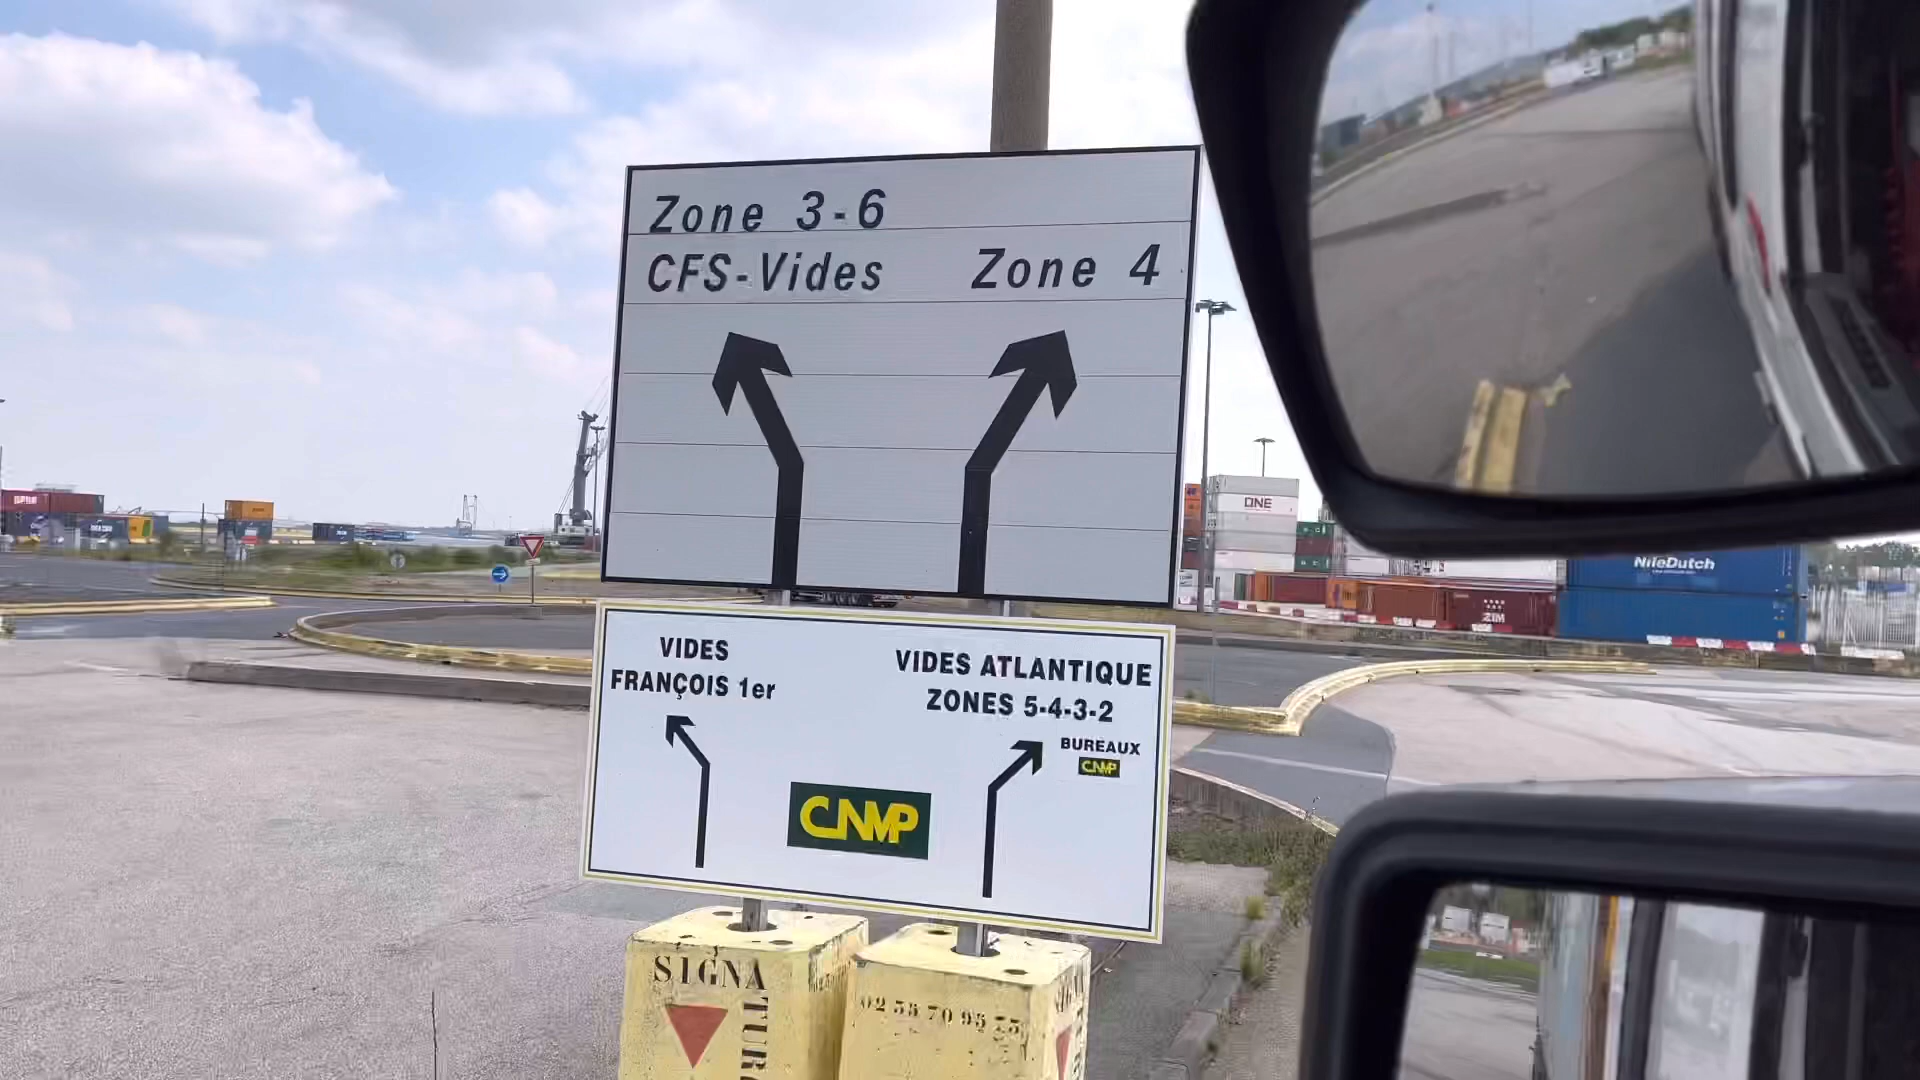 Zone 3-6
CFS-Vides
Zone 4
VIDES
FRANÇOIS 1er
VIDES ATLANTIQUE
ZONES 5-4-3-2
BUREAUX
CNMP
CNMP
ONE
NileDutch
ZIM
SIGNA
TURE